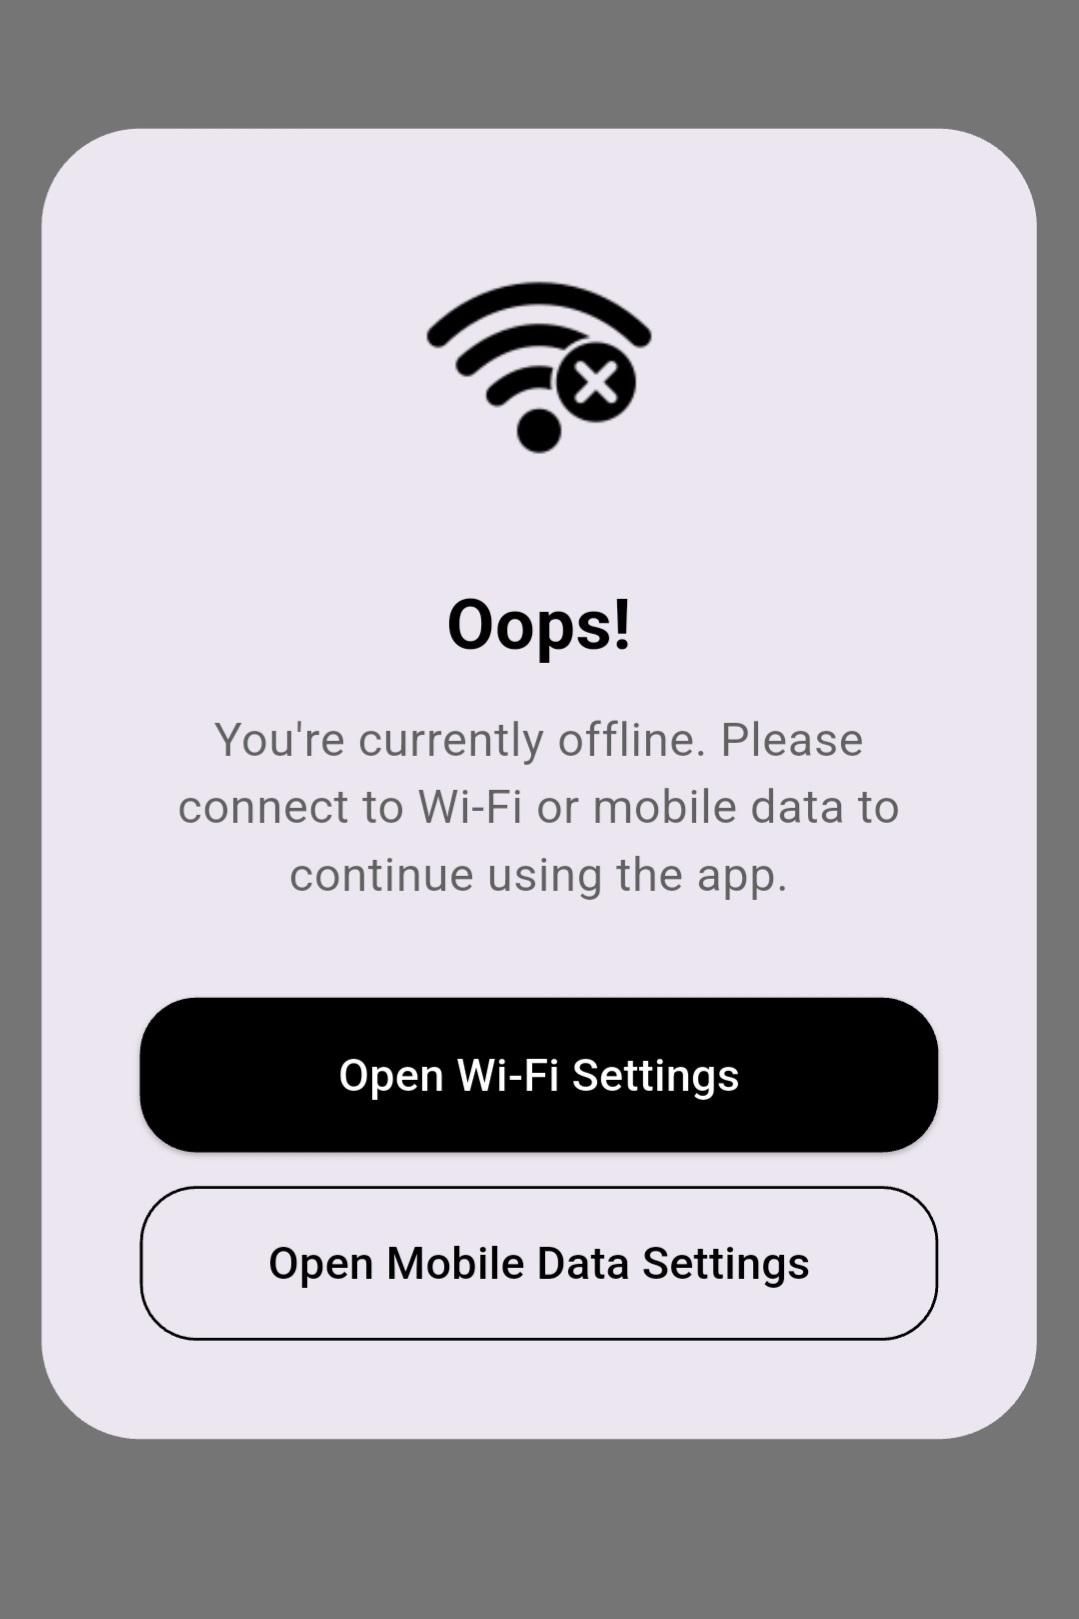 Oops!
You're currently offline. Please
connect to Wi-Fi or mobile data to
continue using the app.
Open Wi-Fi Settings
Open Mobile Data Settings